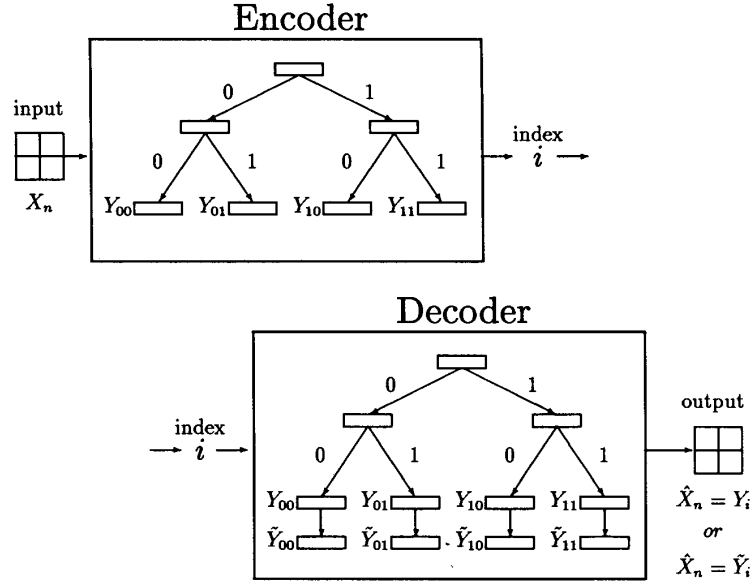 Encoder
0 1
input
index
0 1 0 1
i
X_n
Y_00 Y_01 Y_10 Y_11
Decoder
0 1
output
index
0 1 0 1
i
Y_00 Y_01 Y_10 Y_11
X̂_n = Y_i
or
Ỹ_00 Ỹ_01 Ỹ_10 Ỹ_11
X̂_n = Ỹ_i